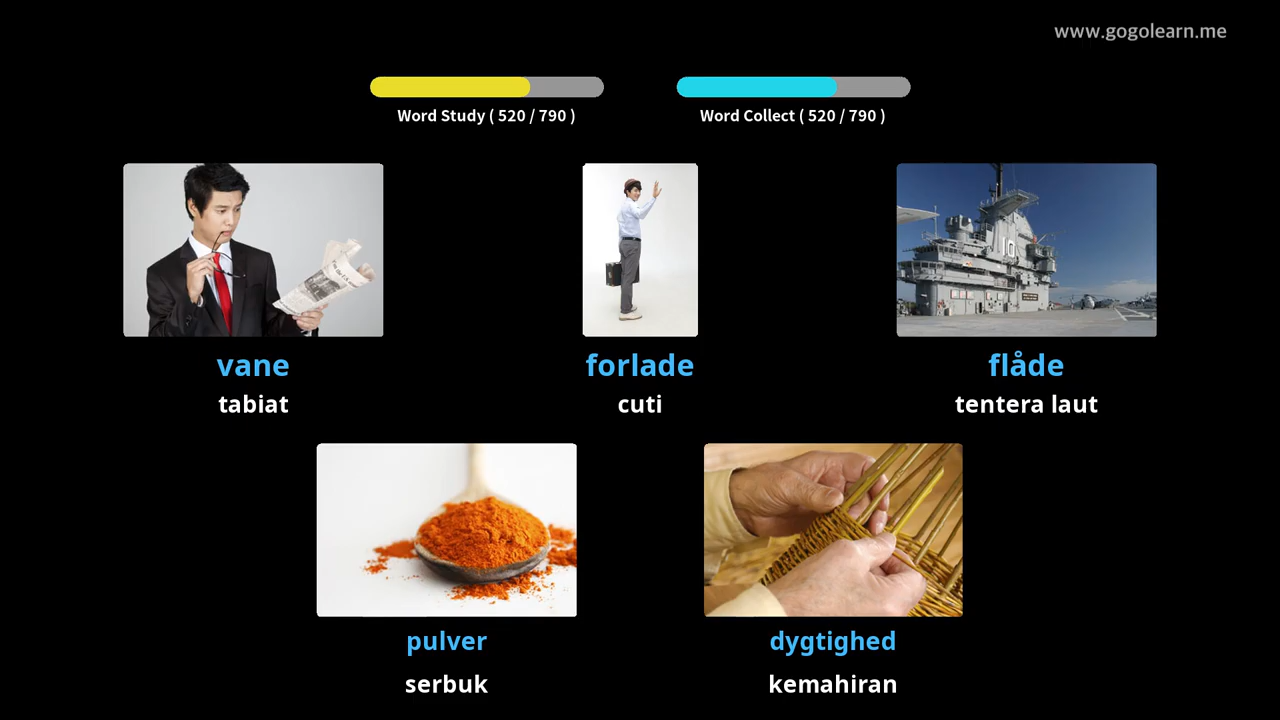 www.gogolearn.me
Word Study ( 520 / 790 )
Word Collect ( 520 / 790 )
vane
tabiat
forlade
cuti
flåde
tentera laut
pulver
serbuk
dygtighed
kemahiran